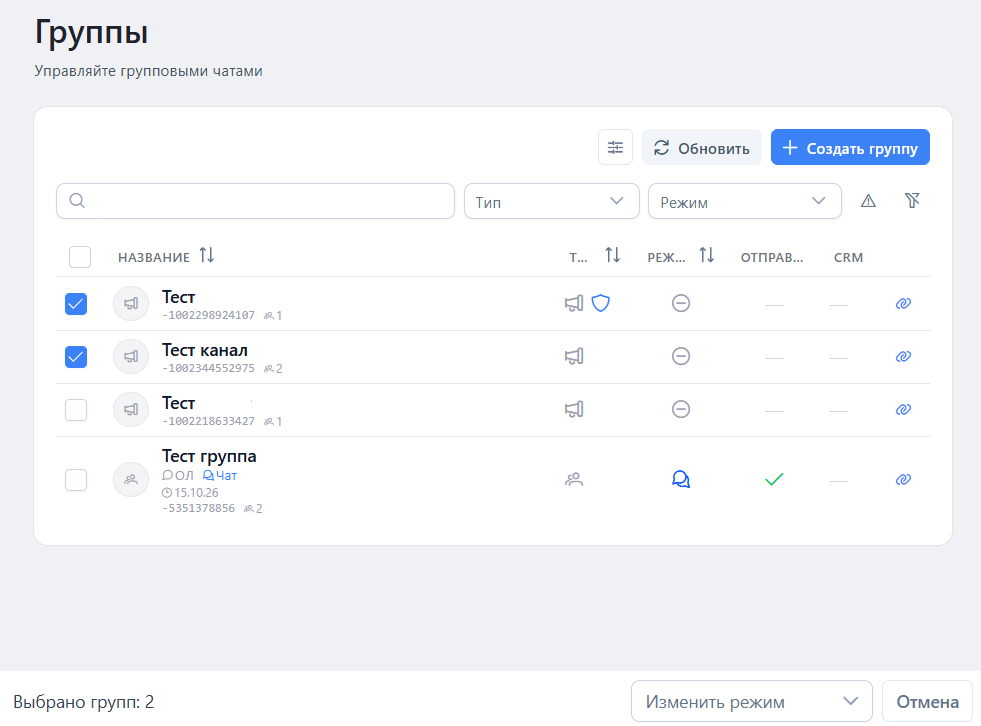 Группы
Управляйте групповыми чатами
Обновить
Создать группу
Тип
Режим
НАЗВАНИЕ Т... РЕЖ... ОТПРАВ... CRM
Тест
-1002298924107 1
Тест канал
-1002344552975 2
Тест
-1002218633427 1
Тест группа
ОЛ Чат
15.10.26
-5351378856 2
Выбрано групп: 2
Изменить режим
Отмена